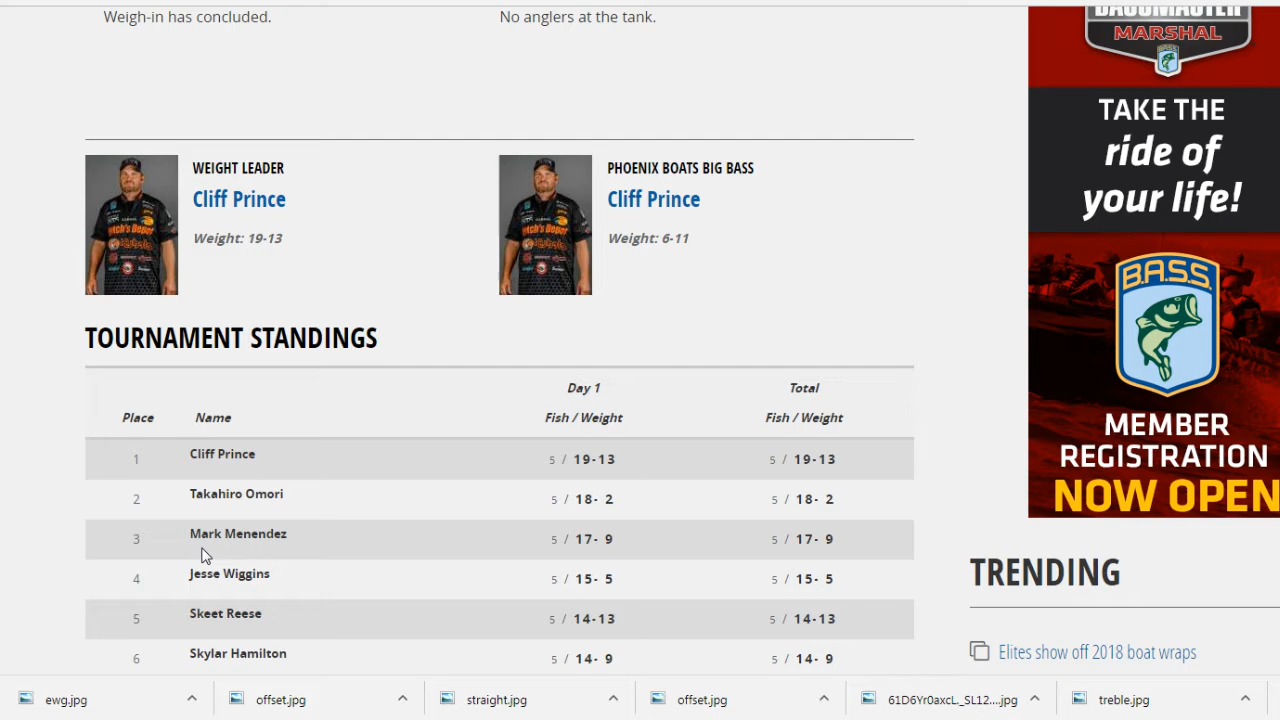 Weigh-in has concluded.
No anglers at the tank.
WEIGHT LEADER
Cliff Prince
Weight: 19-13
PHOENIX BOATS BIG BASS
Cliff Prince
Weight: 6-11
TOURNAMENT STANDINGS
Day 1 Total
Place Name Fish / Weight Fish / Weight
1 Cliff Prince 5 / 19-13 5 / 19-13
2 Takahiro Omori 5 / 18- 2 5 / 18- 2
3 Mark Menendez 5 / 17- 9 5 / 17- 9
4 Jesse Wiggins 5 / 15- 5 5 / 15- 5
5 Skeet Reese 5 / 14-13 5 / 14-13
6 Skylar Hamilton 5 / 14- 9 5 / 14- 9
BASSMASTER
MARSHAL
TAKE THE
ride of
your life!
B.A.S.S.
MEMBER
REGISTRATION
NOW OPEN
TRENDING
Elites show off 2018 boat wraps
ewg.jpg offset.jpg straight.jpg offset.jpg 61D6Yr0axcL._SL12....jpg treble.jpg